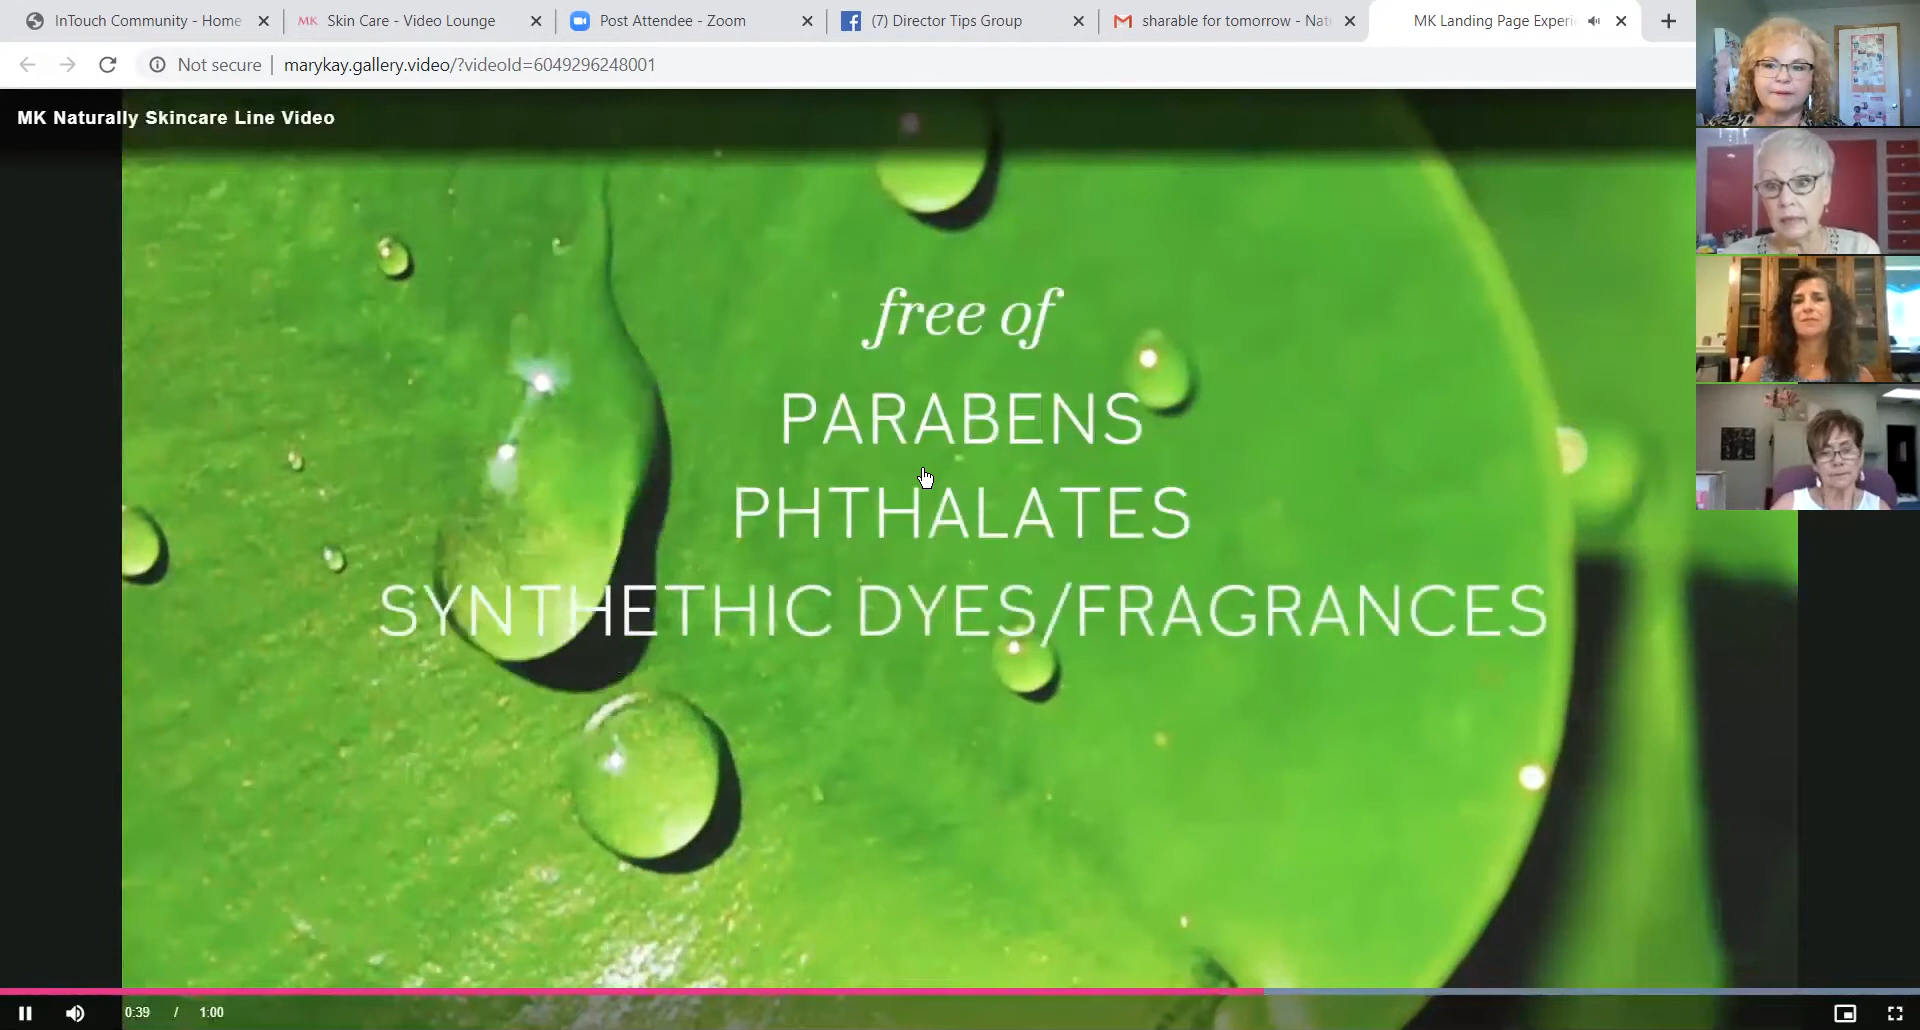 InTouch Community - Home
MK Skin Care - Video Lounge
Post Attendee - Zoom
(7) Director Tips Group
sharable for tomorrow - Nat
MK Landing Page Experi
Not secure | marykay.gallery.video/?videoId=6049296248001
MK Naturally Skincare Line Video
free of
PARABENS
PHTHALATES
SYNTHETHIC DYES/FRAGRANCES
0:39 / 1:00